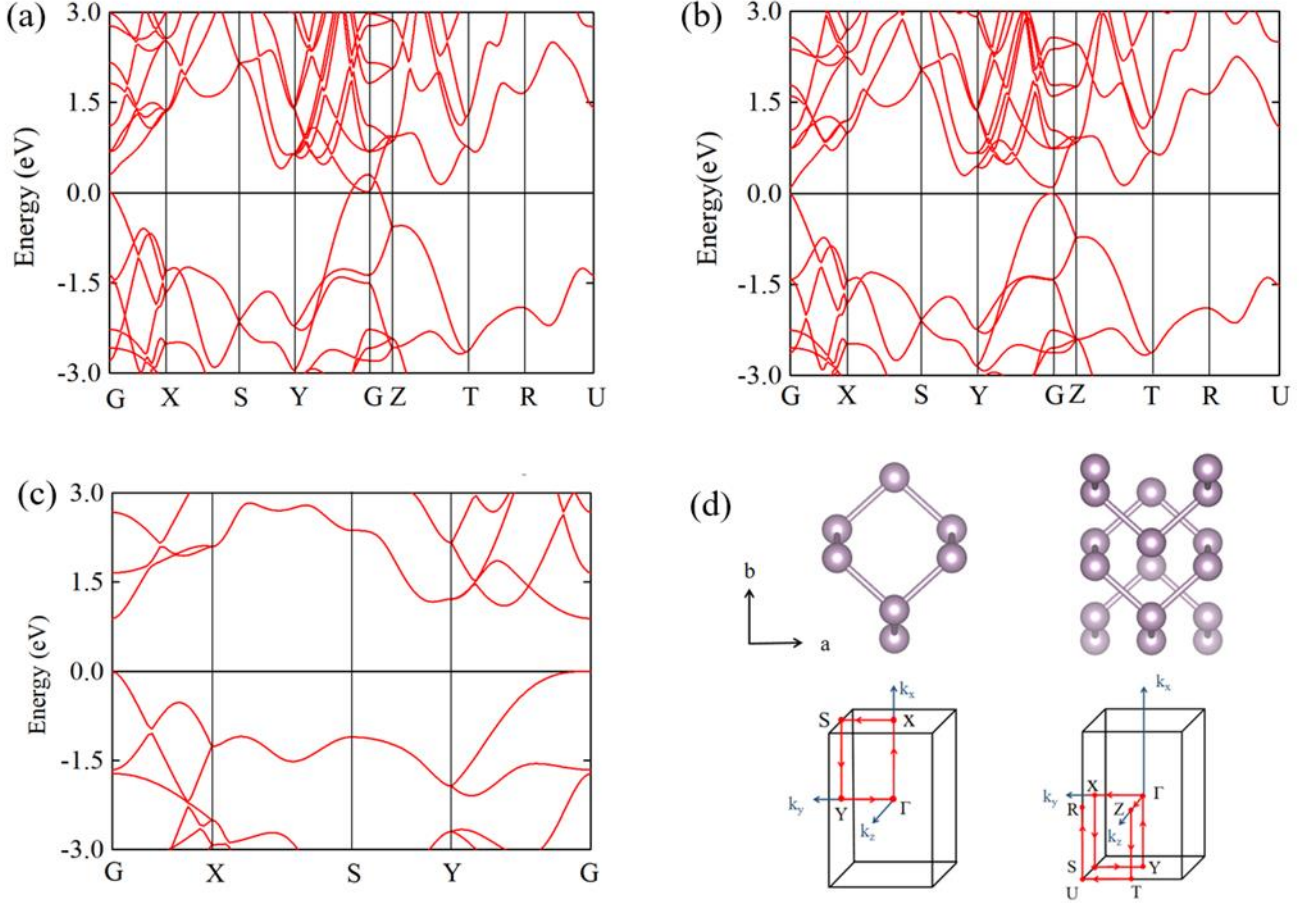 (a)
3.0
1.5
0.0
-1.5
-3.0
Energy (eV)
G X S Y G Z T R U
(b)
3.0
1.5
0.0
-1.5
-3.0
Energy(eV)
G X S Y G Z T R U
(c)
3.0
1.5
0.0
-1.5
-3.0
Energy (eV)
G X S Y G
(d)
b
a
kx
S X
ky
Y Γ
kz
kx
X Γ
ky
R Z
kz
S Y
U T